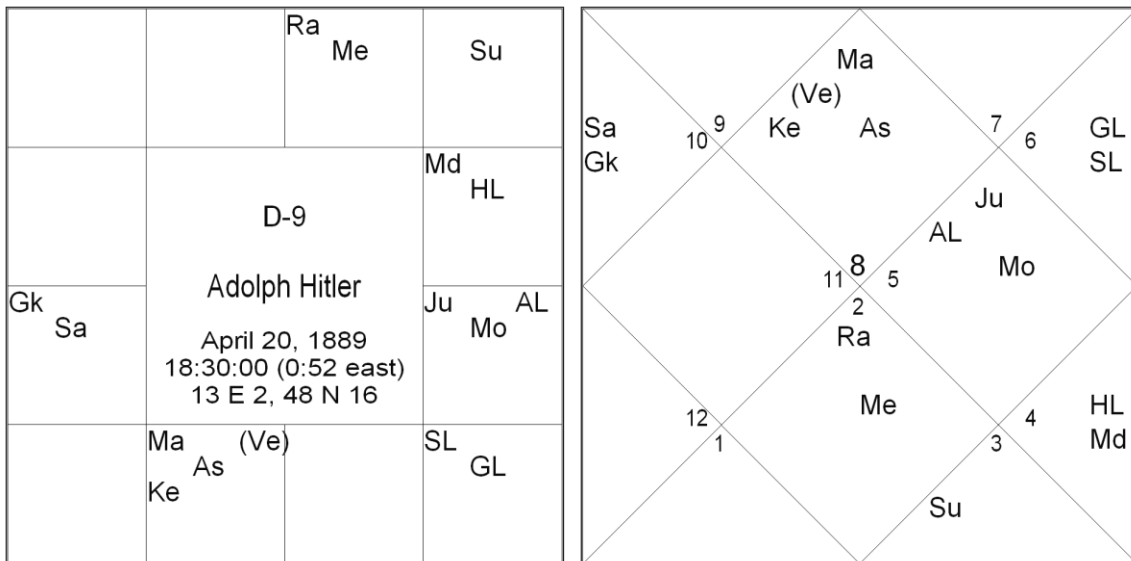 Ra
Me
Su
Md
HL
D-9
Adolph Hitler
April 20, 1889
18:30:00 (0:52 east)
13 E 2, 48 N 16
Gk
Sa
Ju AL
Mo
Ma (Ve)
As
Ke
SL
GL
Ma
(Ve)
Ke As
Sa
Gk
10 9
7 6
GL
SL
Ju
AL
Mo
8
11 5
2
Ra
Me
12
1
4
3
HL
Md
Su